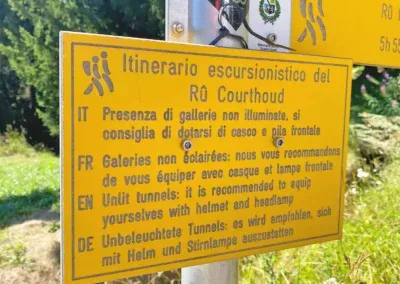 Itinerario escursionistico del
Rû Courthoud
IT Presenza di gallerie non illuminate, si
consiglia di dotarsi di casco e pila frontale
FR Galeries non éclairées: nous vous recommandons
de vous équiper avec casque et lampe frontale
EN Unlit tunnels: it is recommended to equip
yourselves with helmet and headlamp
DE Unbeleuchtete Tunnels: es wird empfohlen, sich
mit Helm und Stirnlampe auszustatten